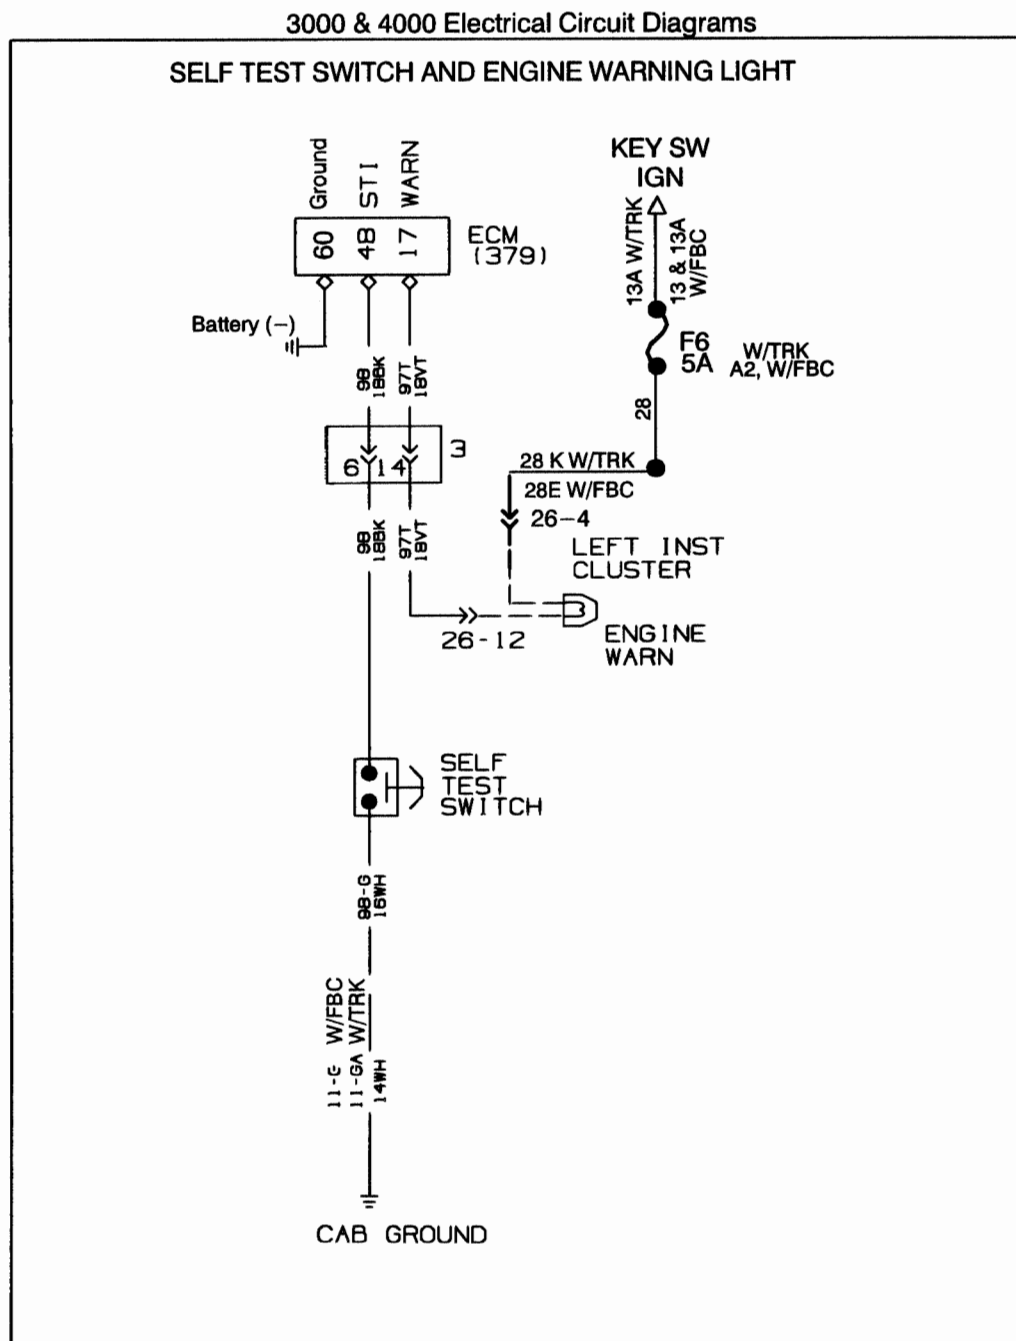 3000 & 4000 Electrical Circuit Diagrams
SELF TEST SWITCH AND ENGINE WARNING LIGHT
Ground
STI
WARN
KEY SW
IGN
60
48
17
ECM
(379)
13A W/TRK
13 & 13A
W/FBC
Battery (–)
F6
5A
W/TRK
A2, W/FBC
98
18BK
97T
18VT
28
3
6
14
28 K W/TRK
28E W/FBC
26–4
98
18BK
97T
18VT
LEFT INST
CLUSTER
26-12
ENGINE
WARN
SELF
TEST
SWITCH
98-G
16WH
11-G W/FBC
11-GA W/TRK
14WH
CAB GROUND